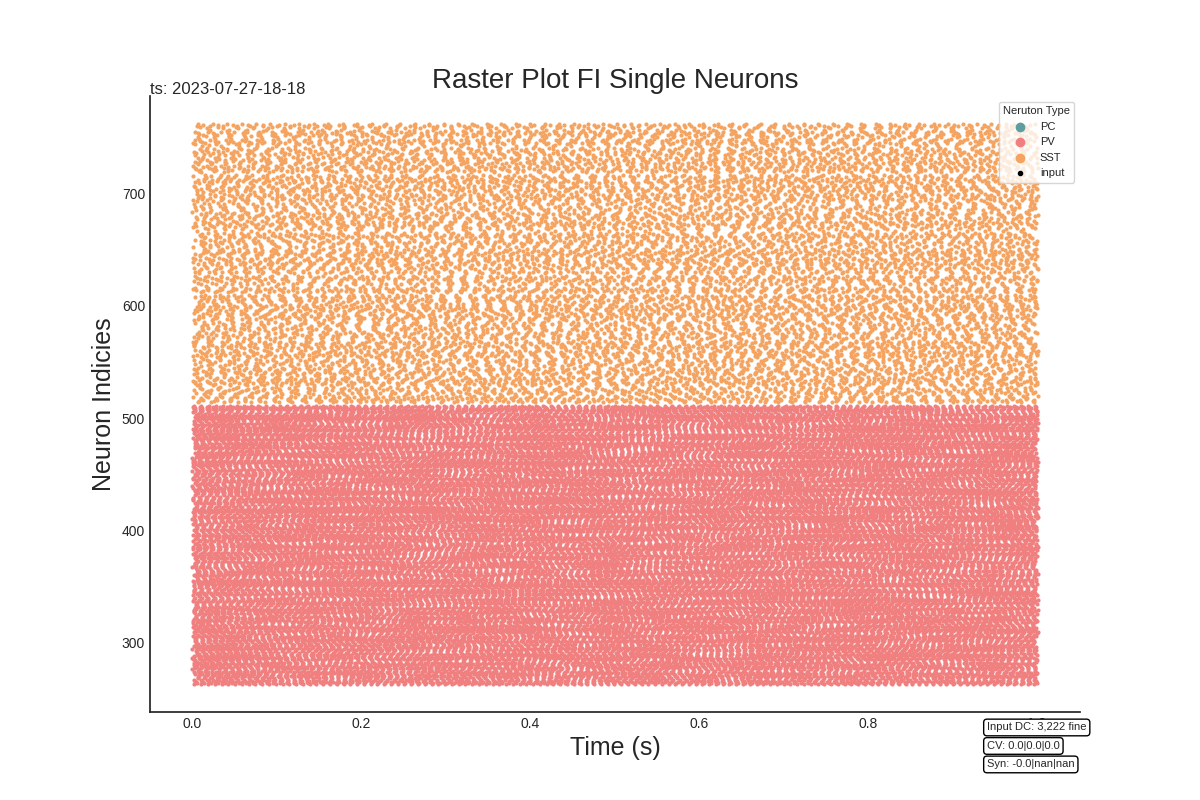 Raster Plot FI Single Neurons
ts: 2023-07-27-18-18
Neruton Type
PC
PV
SST
input
700
600
500
400
300
Neuron Indicies
0.0 0.2 0.4 0.6 0.8
Time (s)
Input DC: 3,222 fine
CV: 0.0|0.0|0.0
Syn: -0.0|nan|nan